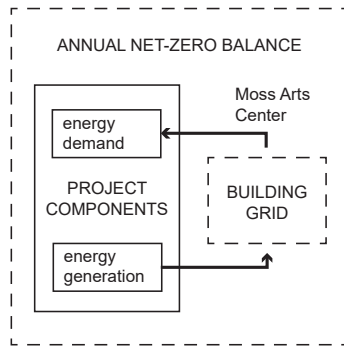 ANNUAL NET-ZERO BALANCE
energy
demand
PROJECT
COMPONENTS
energy
generation
Moss Arts
Center
BUILDING
GRID